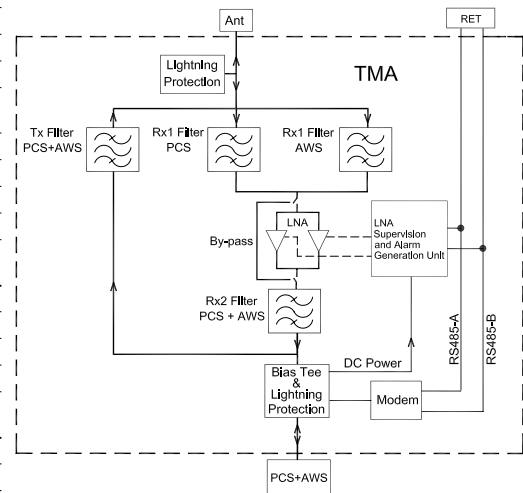 Ant
RET
Lightning
Protection
TMA
Tx Filter
PCS+AWS
Rx1 Filter
PCS
Rx1 Filter
AWS
By-pass
LNA
LNA
Supervision
and Alarm
Generation Unit
Rx2 Filter
PCS + AWS
RS485-A
RS485-B
DC Power
Bias Tee
&
Lightning
Protection
Modem
PCS+AWS